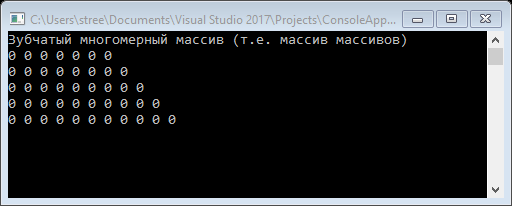 C:\Users\stree\Documents\Visual Studio 2017\Projects\ConsoleApp...
Зубчатый многомерный массив (т.е. массив массивов)
0 0 0 0 0 0 0
0 0 0 0 0 0 0 0
0 0 0 0 0 0 0 0 0
0 0 0 0 0 0 0 0 0 0
0 0 0 0 0 0 0 0 0 0 0